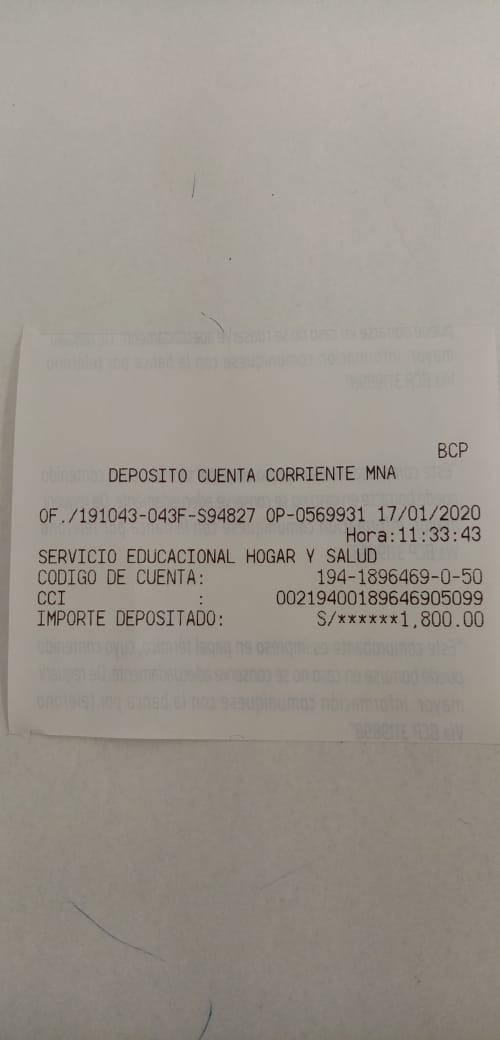 BCP
DEPOSITO CUENTA CORRIENTE MNA
OF./191043-043F-S94827 OP-0569931 17/01/2020
Hora:11:33:43
SERVICIO EDUCACIONAL HOGAR Y SALUD
CODIGO DE CUENTA: 194-1896469-0-50
CCI : 00219400189646905099
IMPORTE DEPOSITADO: S/******1,800.00